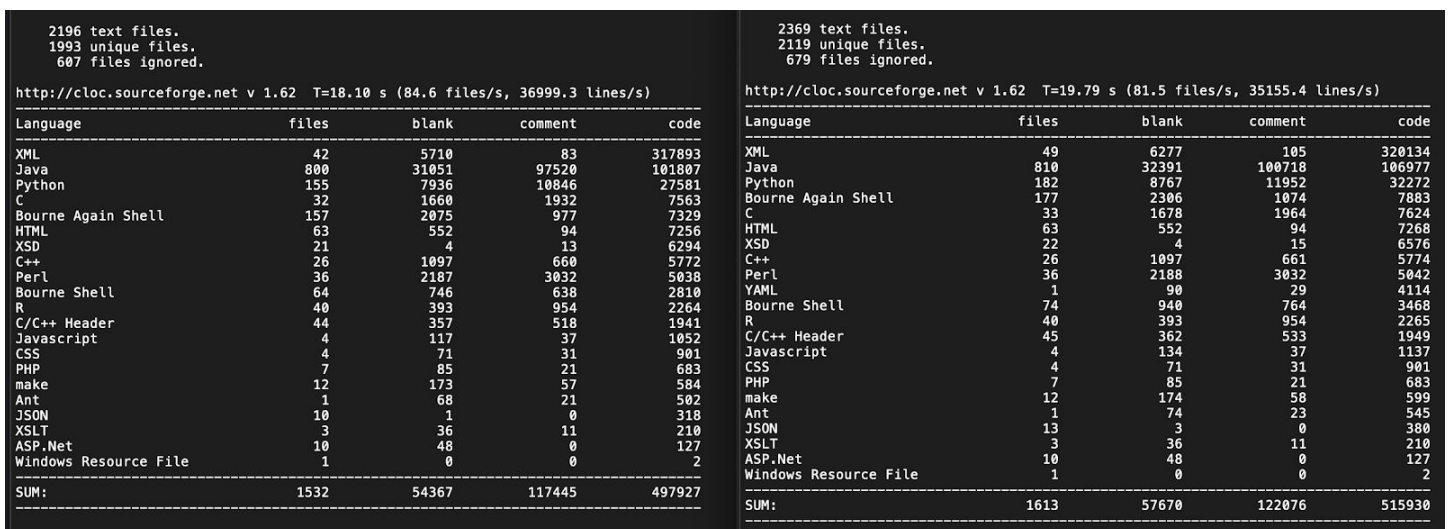 2196 text files.
1993 unique files.
607 files ignored.
http://cloc.sourceforge.net v 1.62 T=18.10 s (84.6 files/s, 36999.3 lines/s)
Language files blank comment code
XML 42 5710 83 317893
Java 800 31051 97520 101807
Python 155 7936 10846 27581
C 32 1660 1932 7563
Bourne Again Shell 157 2075 977 7329
HTML 63 552 94 7256
XSD 21 4 13 6294
C++ 26 1097 660 5772
Perl 36 2187 3032 5038
Bourne Shell 64 746 638 2810
R 40 393 954 2264
C/C++ Header 44 357 518 1941
Javascript 4 117 37 1052
CSS 4 71 31 901
PHP 7 85 21 683
make 12 173 57 584
Ant 1 68 21 502
JSON 10 1 0 318
XSLT 3 36 11 210
ASP.Net 10 48 0 127
Windows Resource File 1 0 0 2
SUM: 1532 54367 117445 497927
2369 text files.
2119 unique files.
679 files ignored.
http://cloc.sourceforge.net v 1.62 T=19.79 s (81.5 files/s, 35155.4 lines/s)
Language files blank comment code
XML 49 6277 105 320134
Java 810 32391 100718 106977
Python 182 8767 11952 32272
Bourne Again Shell 177 2306 1074 7883
C 33 1678 1964 7624
HTML 63 552 94 7268
XSD 22 4 15 6576
C++ 26 1097 661 5774
Perl 36 2188 3032 5042
YAML 1 90 29 4114
Bourne Shell 74 940 764 3468
R 40 393 954 2265
C/C++ Header 45 362 533 1949
Javascript 4 134 37 1137
CSS 4 71 31 901
PHP 7 85 21 683
make 12 174 58 599
Ant 1 74 23 545
JSON 13 3 0 380
XSLT 3 36 11 210
ASP.Net 10 48 0 127
Windows Resource File 1 0 0 2
SUM: 1613 57670 122076 515930